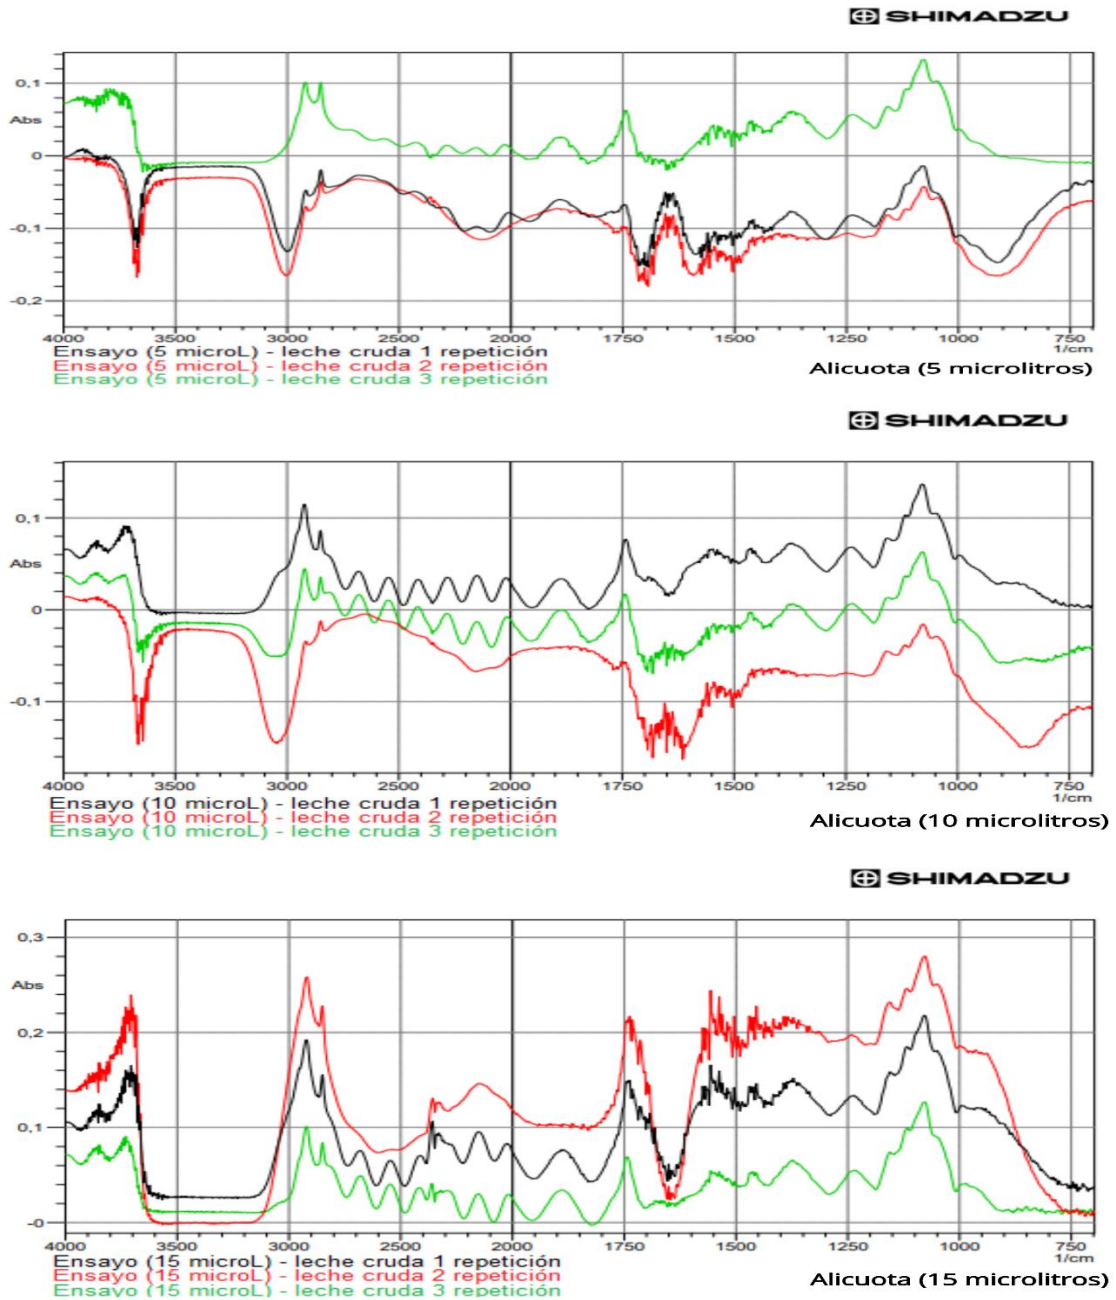 SHIMADZU
0,1
Abs
0
-0,1
-0,2
4000 3500 3000 2500 2000 1750 1500 1250 1000 750
1/cm
Ensayo (5 microL) - leche cruda 1 repetición
Ensayo (5 microL) - leche cruda 2 repetición
Ensayo (5 microL) - leche cruda 3 repetición
Alicuota (5 microlitros)
SHIMADZU
0,1
Abs
0
-0,1
4000 3500 3000 2500 2000 1750 1500 1250 1000 750
1/cm
Ensayo (10 microL) - leche cruda 1 repetición
Ensayo (10 microL) - leche cruda 2 repetición
Ensayo (10 microL) - leche cruda 3 repetición
Alicuota (10 microlitros)
SHIMADZU
0,3
Abs
0,2
0,1
-0
4000 3500 3000 2500 2000 1750 1500 1250 1000 750
1/cm
Ensayo (15 microL) - leche cruda 1 repetición
Ensayo (15 microL) - leche cruda 2 repetición
Ensayo (15 microL) - leche cruda 3 repetición
Alicuota (15 microlitros)